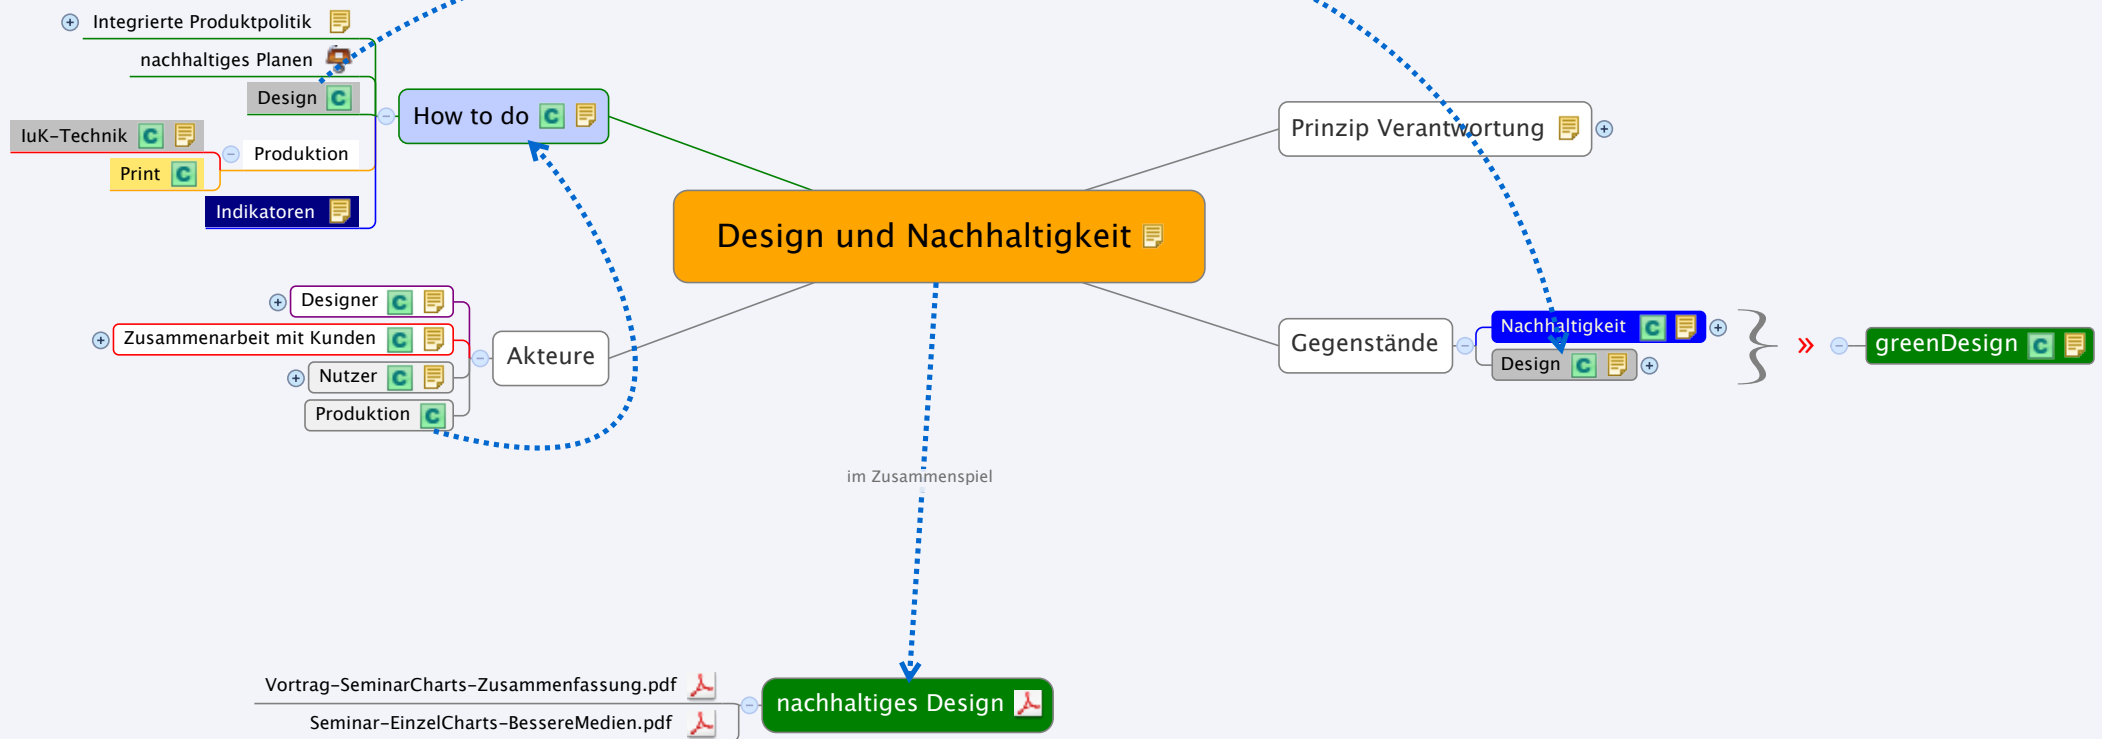 Integrierte Produktpolitik
nachhaltiges Planen
Design C
How to do C
IuK-Technik C
Produktion
Print C
Indikatoren
Prinzip Verantwortung
Design und Nachhaltigkeit
Designer C
Zusammenarbeit mit Kunden C
Nutzer C
Produktion C
Akteure
Gegenstände
Nachhaltigkeit C
Design C
greenDesign C
im Zusammenspiel
Vortrag-SeminarCharts-Zusammenfassung.pdf
Seminar-EinzelCharts-BessereMedien.pdf
nachhaltiges Design